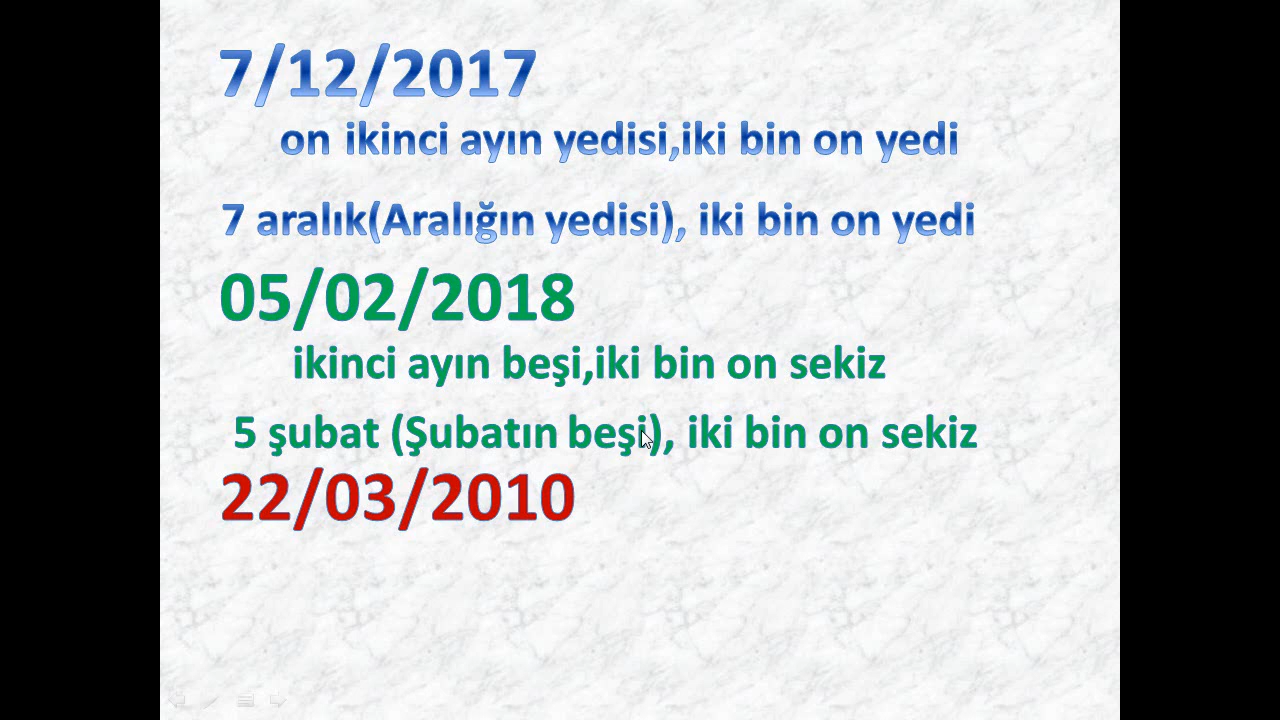 7/12/2017
on ikinci ayın yedisi,iki bin on yedi
7 aralık(Aralığın yedisi), iki bin on yedi
05/02/2018
ikinci ayın beşi,iki bin on sekiz
5 şubat (Şubatın beşi), iki bin on sekiz
22/03/2010